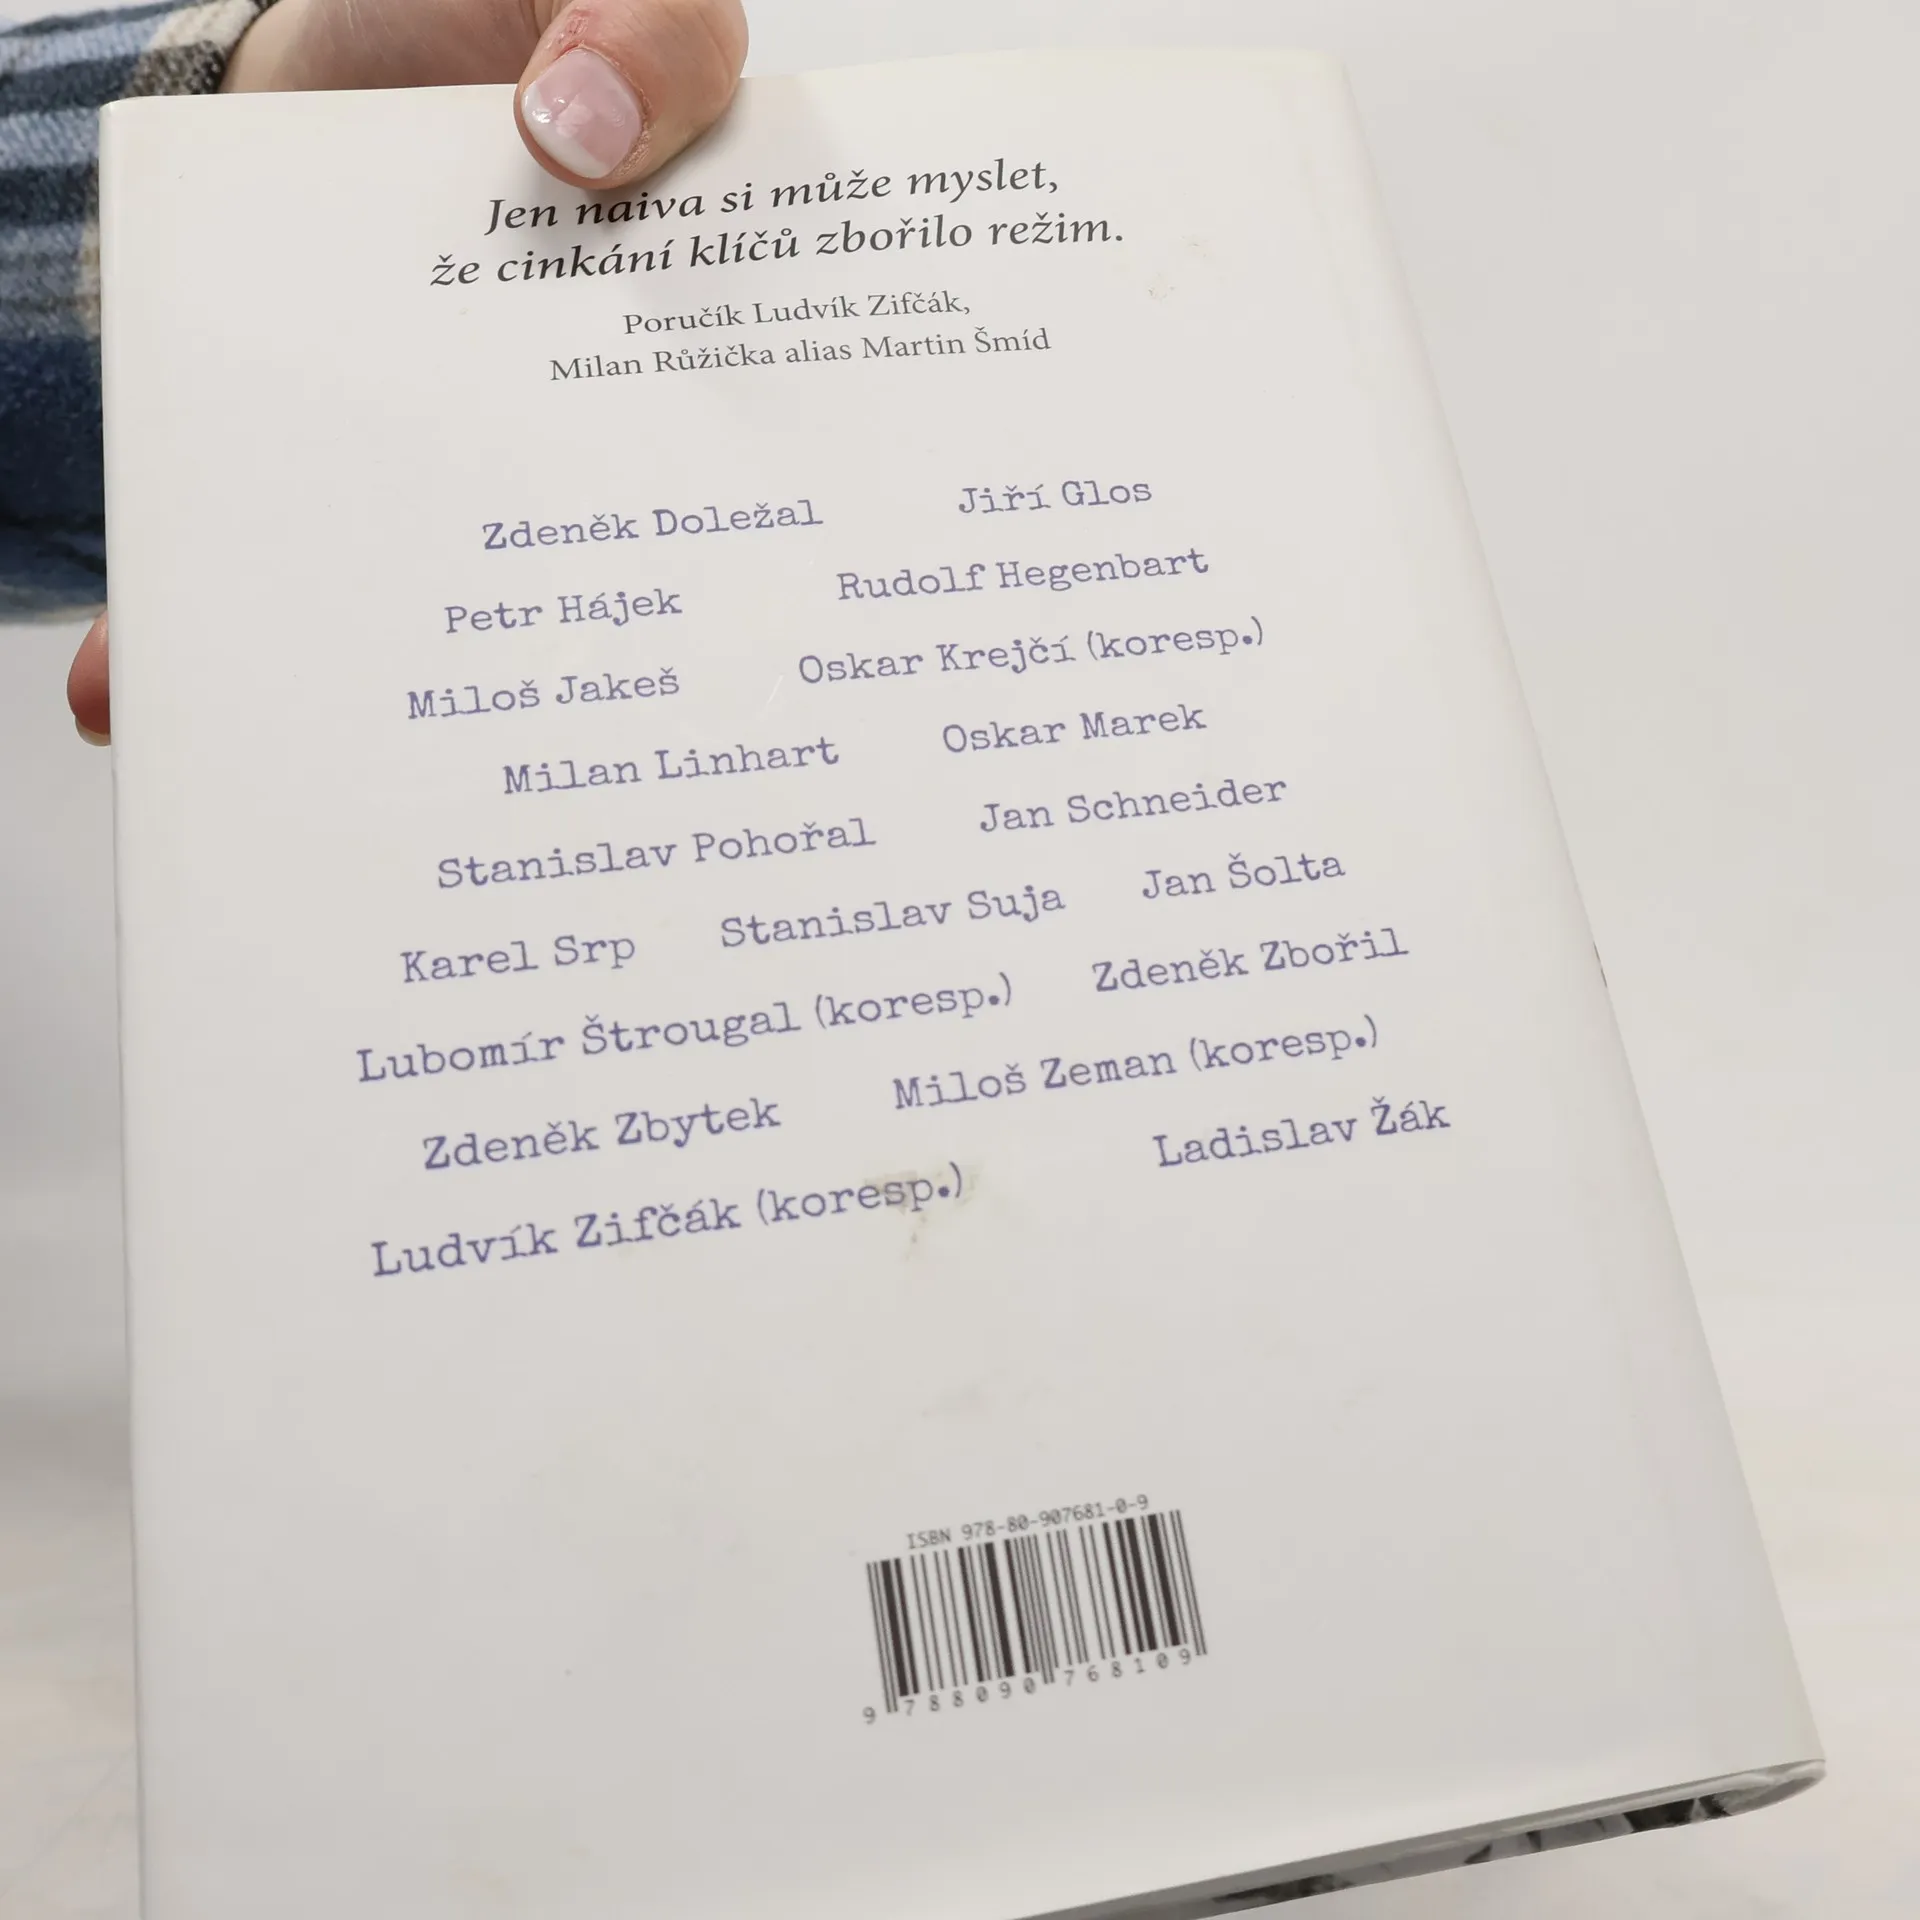 Jen naiva si může myslet,
že cinkání klíčů zbořilo režim.
Poručík Ludvík Zifčák,
Milan Růžička alias Martin Šmíd
Zdeněk Doležal Jiří Glos
Petr Hájek Rudolf Hegenbart
Miloš Jakeš Oskar Krejčí (koresp.)
Milan Linhart Oskar Marek
Stanislav Pohořal Jan Schneider
Karel Srp Stanislav Suja Jan Šolta
Lubomír Štrougal (koresp.) Zdeněk Zbořil
Zdeněk Zbytek Miloš Zeman (koresp.)
Ludvík Zifčák (koresp.) Ladislav Žák
ISBN 978-80-907681-0-9
9 788090 768109